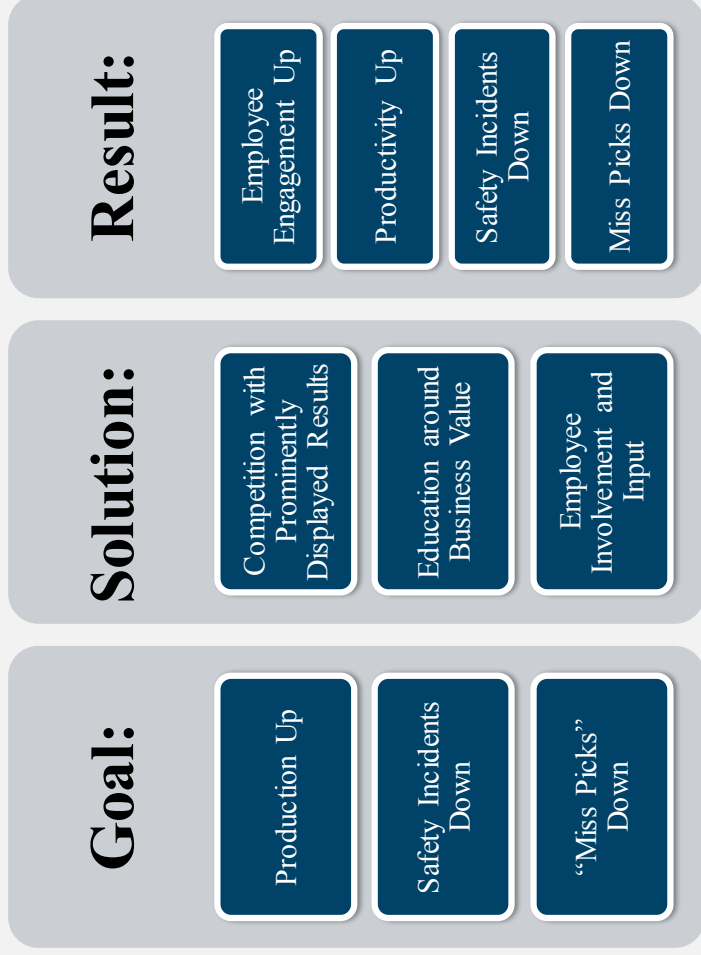 Goal:
Production Up
Safety Incidents
Down
“Miss Picks”
Down
Solution:
Competition with
Prominently
Displayed Results
Education around
Business Value
Employee
Involvement and
Input
Result:
Employee
Engagement Up
Productivity Up
Safety Incidents
Down
Miss Picks Down